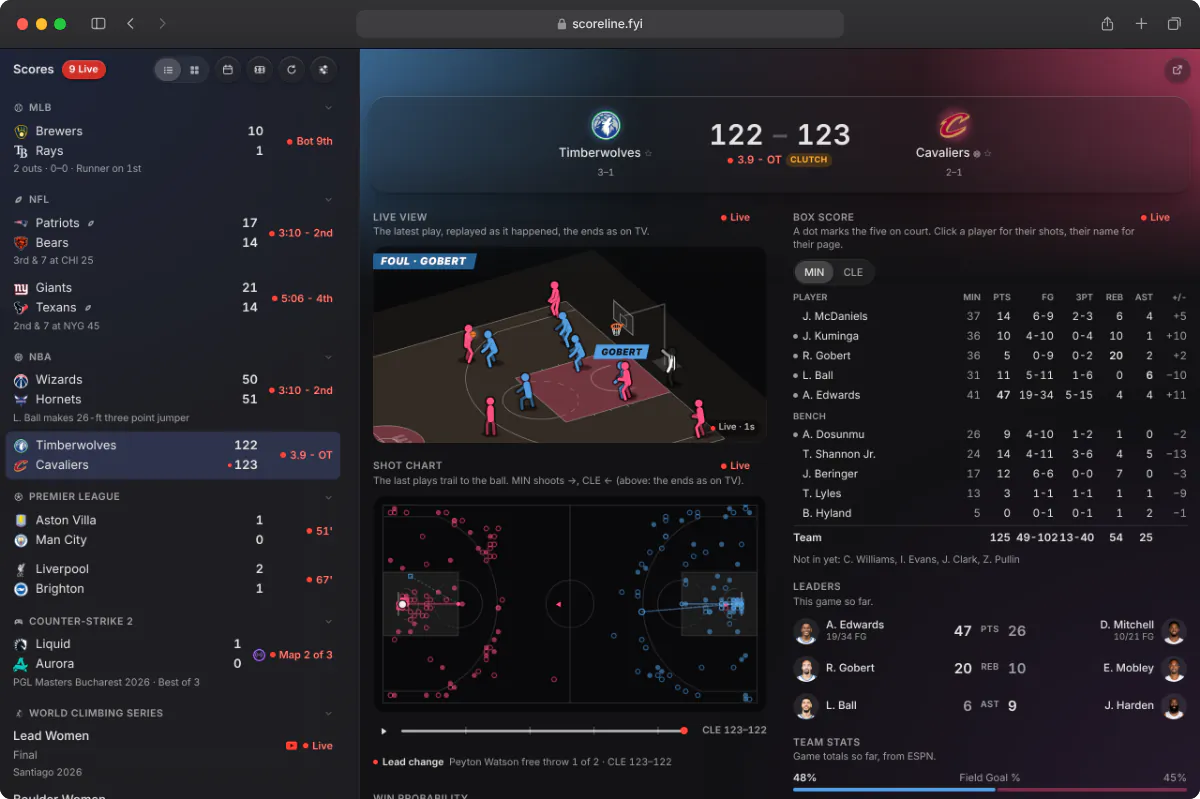 scoreline.fyi
Scores
9 Live
MLB
Brewers 10
Rays 1
Bot 9th
2 outs · 0–0 · Runner on 1st
NFL
Patriots 17
Bears 14
3:10 - 2nd
3rd & 7 at CHI 25
Giants 21
Texans 14
5:06 - 4th
2nd & 7 at NYG 45
NBA
Wizards 50
Hornets 51
3:10 - 2nd
L. Ball makes 26-ft three point jumper
Timberwolves 122
Cavaliers 123
3.9 - OT
PREMIER LEAGUE
Aston Villa 1
Man City 0
51'
Liverpool 2
Brighton 1
67'
COUNTER-STRIKE 2
Liquid 1
Aurora 0
Map 2 of 3
PGL Masters Bucharest 2026 · Best of 3
WORLD CLIMBING SERIES
Lead Women
Final
Live
Santiago 2026
Boulder Women
Timberwolves
3–1
122 – 123
3.9 - OT CLUTCH
Cavaliers
2–1
LIVE VIEW
Live
The latest play, replayed as it happened, the ends as on TV.
FOUL · GOBERT
GOBERT
Live · 1s
SHOT CHART
Live
The last plays trail to the ball. MIN shoots →, CLE ← (above: the ends as on TV).
CLE 123–122
Lead change Peyton Watson free throw 1 of 2 · CLE 123–122
WIN PROBABILITY
BOX SCORE
Live
A dot marks the five on court. Click a player for their shots, their name for
their page.
MIN CLE
PLAYER MIN PTS FG 3PT REB AST +/-
J. McDaniels 37 14 6-9 2-3 6 4 +5
J. Kuminga 36 10 4-10 0-4 10 1 +10
R. Gobert 36 5 0-9 0-2 20 2 +2
L. Ball 31 11 5-11 1-6 0 6 −10
A. Edwards 41 47 19-34 5-15 4 4 +11
BENCH
A. Dosunmu 26 9 4-10 1-2 1 0 −2
T. Shannon Jr. 24 14 4-11 3-6 4 5 −13
J. Beringer 17 12 6-6 0-0 7 0 −3
T. Lyles 13 3 1-1 1-1 1 1 −9
B. Hyland 5 0 0-1 0-1 1 2 −1
Team 125 49-102 13-40 54 25
Not in yet: C. Williams, I. Evans, J. Clark, Z. Pullin
LEADERS
This game so far.
A. Edwards 47 PTS 26 D. Mitchell
19/34 FG 10/21 FG
R. Gobert 20 REB 10 E. Mobley
L. Ball 6 AST 9 J. Harden
TEAM STATS
Game totals so far, from ESPN.
48% Field Goal % 45%